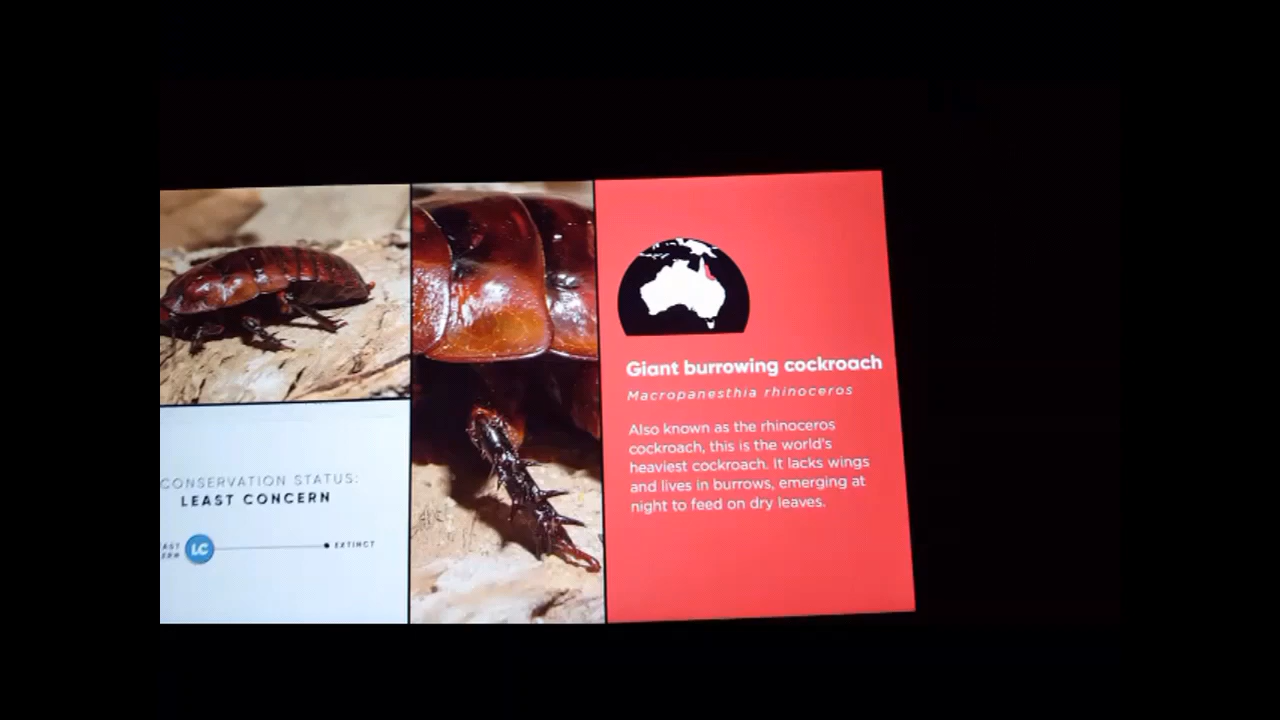 Giant burrowing cockroach
Macropanesthia rhinoceros
Also known as the rhinoceros
cockroach, this is the world's
heaviest cockroach. It lacks wings
and lives in burrows, emerging at
night to feed on dry leaves.
CONSERVATION STATUS:
LEAST CONCERN
LC
EXTINCT